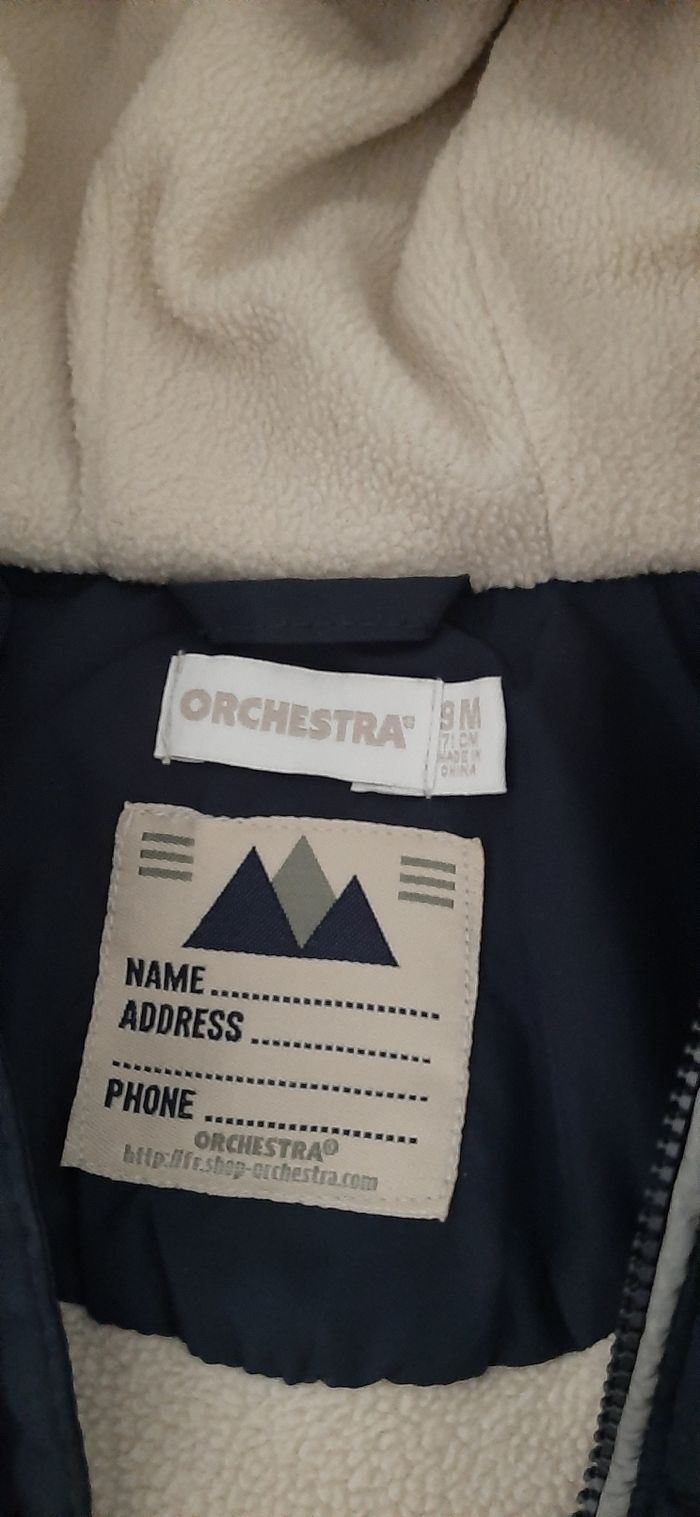 ORCHESTRA®
9M
71 CM
MADE IN
CHINA
NAME
ADDRESS
PHONE
ORCHESTRA®
http://fr.shop-orchestra.com